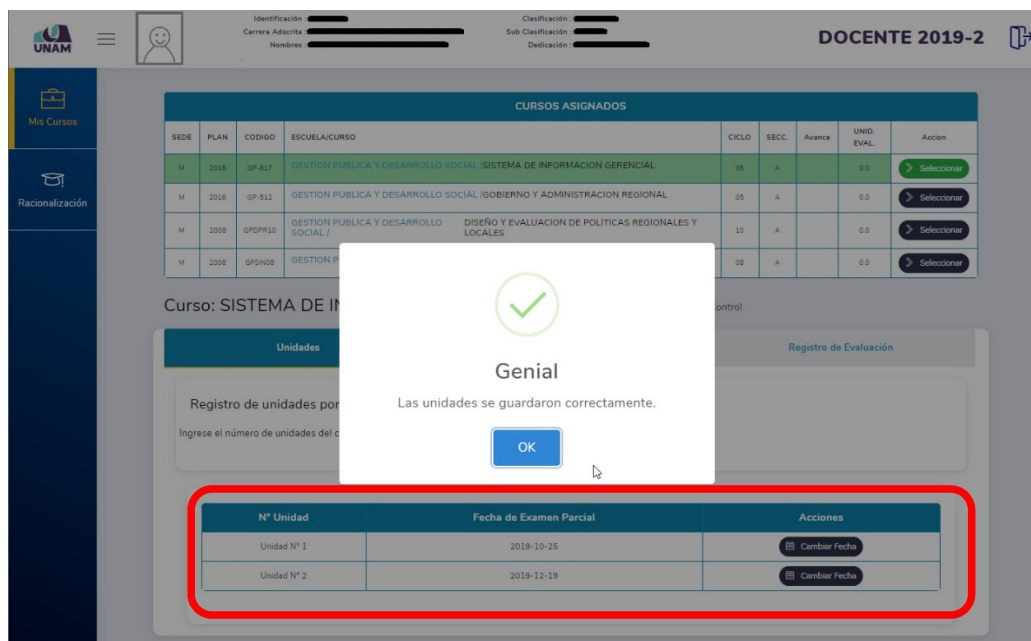 UNAM
Identificación :
Carrera Adscrita :
Nombres :
Clasificación :
Sub Clasificación :
Dedicación :
DOCENTE 2019-2
Mis Cursos
Racionalización
CURSOS ASIGNADOS
SEDE PLAN CODIGO ESCUELA/CURSO CICLO SECC. Avance UNID. EVAL. Accion
M 2016 GP-617 GESTION PUBLICA Y DESARROLLO SOCIAL /SISTEMA DE INFORMACION GERENCIAL 06 A 0.0 Seleccionar
M 2016 GP-512 GESTION PUBLICA Y DESARROLLO SOCIAL /GOBIERNO Y ADMINISTRACION REGIONAL 05 A 0.0 Seleccionar
M 2008 GPDPR10 GESTION PUBLICA Y DESARROLLO SOCIAL / DISEÑO Y EVALUACION DE POLITICAS REGIONALES Y LOCALES 10 A 0.0 Seleccionar
M 2008 GPSIN08 GESTION P 08 A 0.0 Seleccionar
Curso: SISTEMA DE IN ontrol
Unidades Registro de Evaluación
Genial
Las unidades se guardaron correctamente.
OK
Registro de unidades por
Ingrese el número de unidades del c
N° Unidad Fecha de Examen Parcial Acciones
Unidad N° 1 2019-10-25 Cambiar Fecha
Unidad N° 2 2019-12-19 Cambiar Fecha